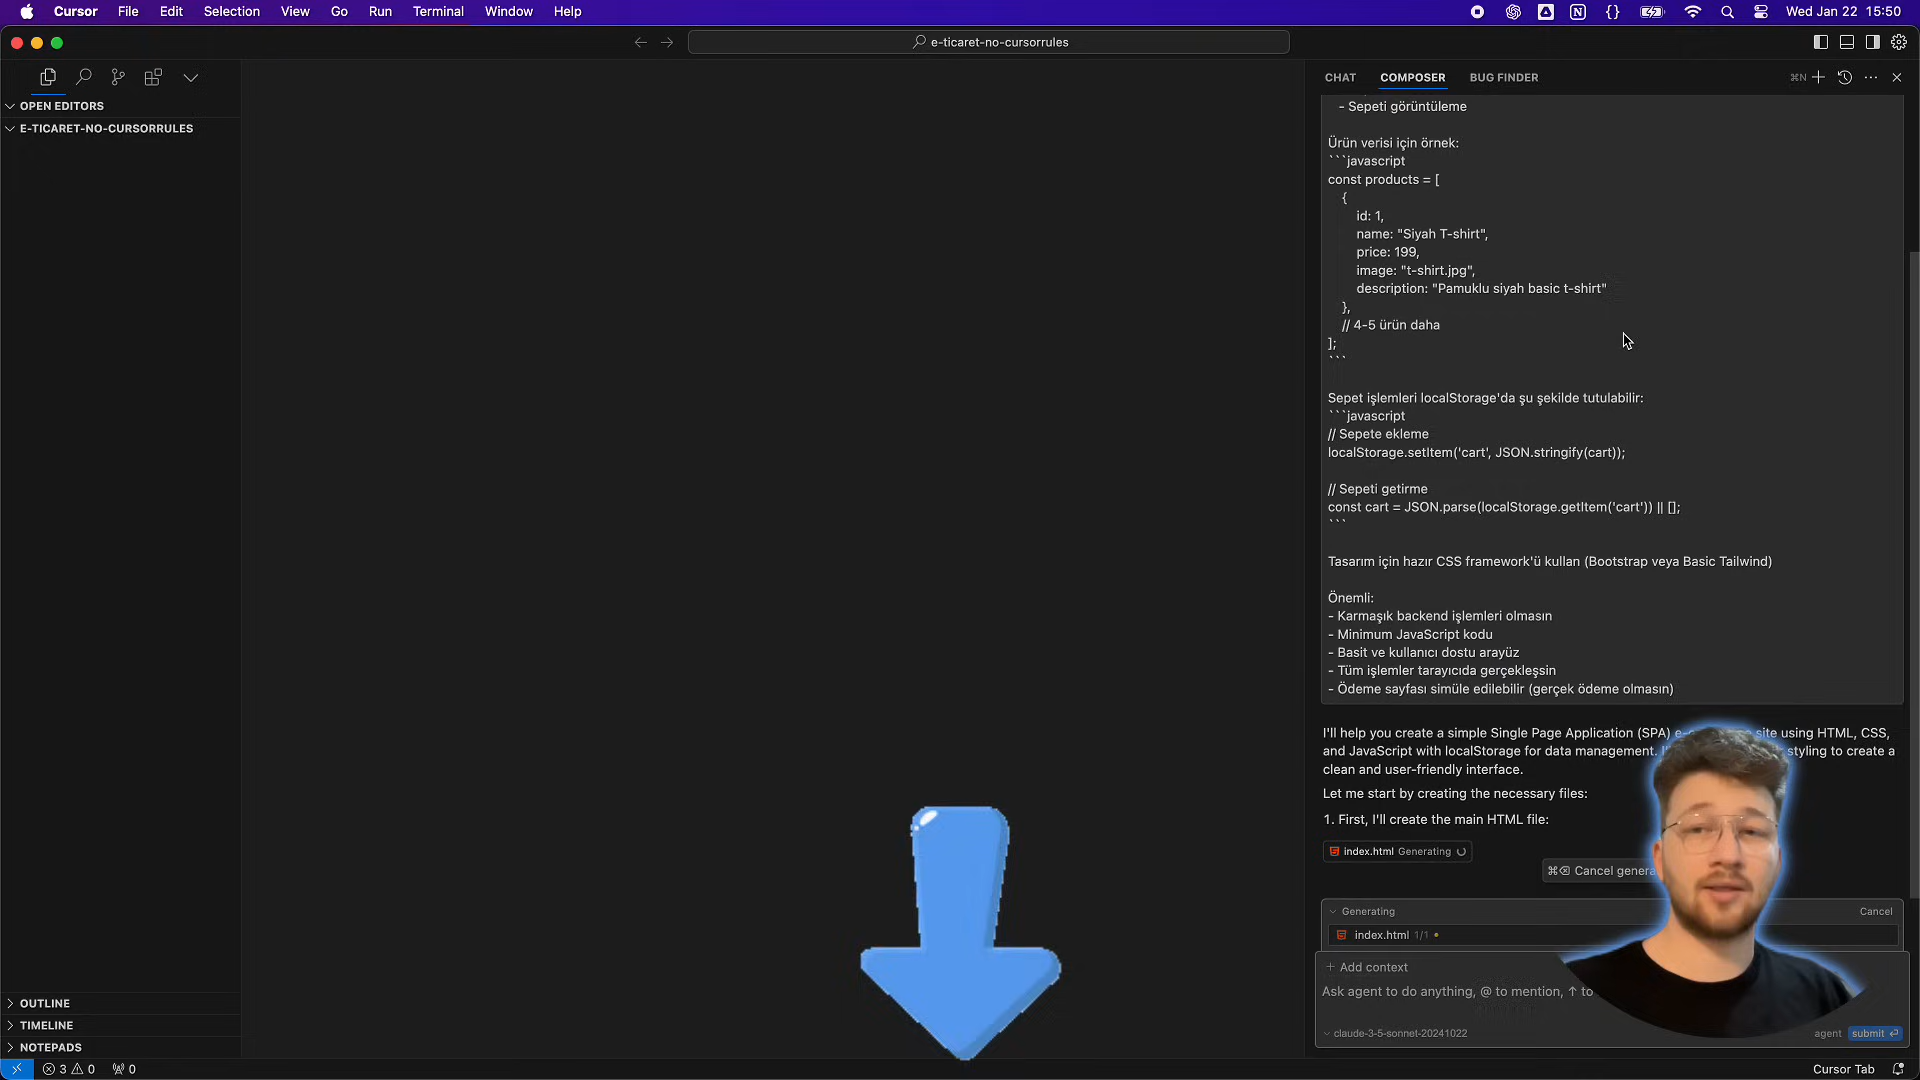 Cursor File Edit Selection View Go Run Terminal Window Help
Wed Jan 22 15:50
e-ticaret-no-cursorrules
OPEN EDITORS
E-TICARET-NO-CURSORRULES
OUTLINE
TIMELINE
NOTEPADS
CHAT COMPOSER BUG FINDER
⌘N
- Sepeti görüntüleme
Ürün verisi için örnek:
```javascript
const products = [
{
id: 1,
name: "Siyah T-shirt",
price: 199,
image: "t-shirt.jpg",
description: "Pamuklu siyah basic t-shirt"
},
// 4-5 ürün daha
];
```
Sepet işlemleri localStorage'da şu şekilde tutulabilir:
```javascript
// Sepete ekleme
localStorage.setItem('cart', JSON.stringify(cart));
// Sepeti getirme
const cart = JSON.parse(localStorage.getItem('cart')) || [];
```
Tasarım için hazır CSS framework'ü kullan (Bootstrap veya Basic Tailwind)
Önemli:
- Karmaşık backend işlemleri olmasın
- Minimum JavaScript kodu
- Basit ve kullanıcı dostu arayüz
- Tüm işlemler tarayıcıda gerçekleşsin
- Ödeme sayfası simüle edilebilir (gerçek ödeme olmasın)
I'll help you create a simple Single Page Application (SPA) site using HTML, CSS,
and JavaScript with localStorage for data management. styling to create a
clean and user-friendly interface.
Let me start by creating the necessary files:
1. First, I'll create the main HTML file:
index.html Generating
⌘⌫ Cancel genera
Generating Cancel
index.html 1/1
+ Add context
Ask agent to do anything, @ to mention, ↑ to
claude-3-5-sonnet-20241022
agent submit ⏎
3 0 0
Cursor Tab